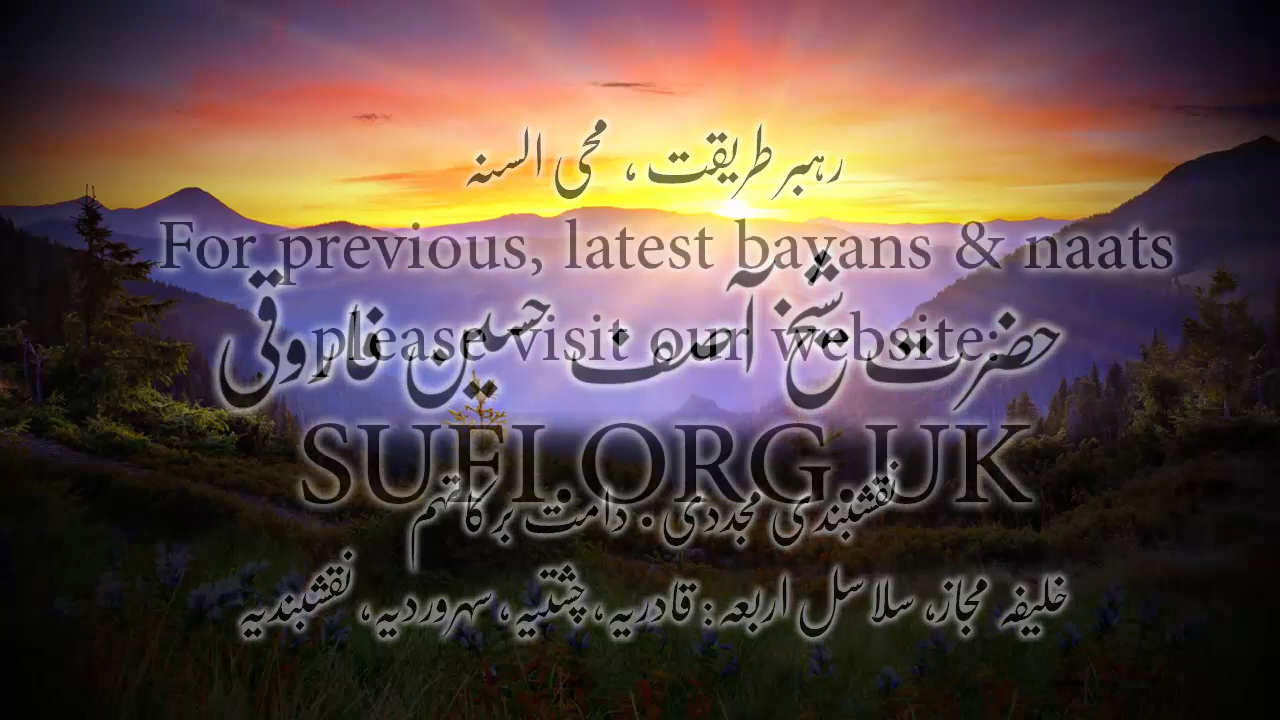 رہبر طریقت ، محی السنہ
For previous, latest bayans & naats
حضرت شیخ آصف حسین فاروقی
please visit our website:
SUFI.ORG.UK
نقشبندی مجددی . دامت برکاتہم
خلیفہ مجاز، سلاسل اربعہ: قادریہ، چشتیہ، سہروردیہ، نقشبندیہ